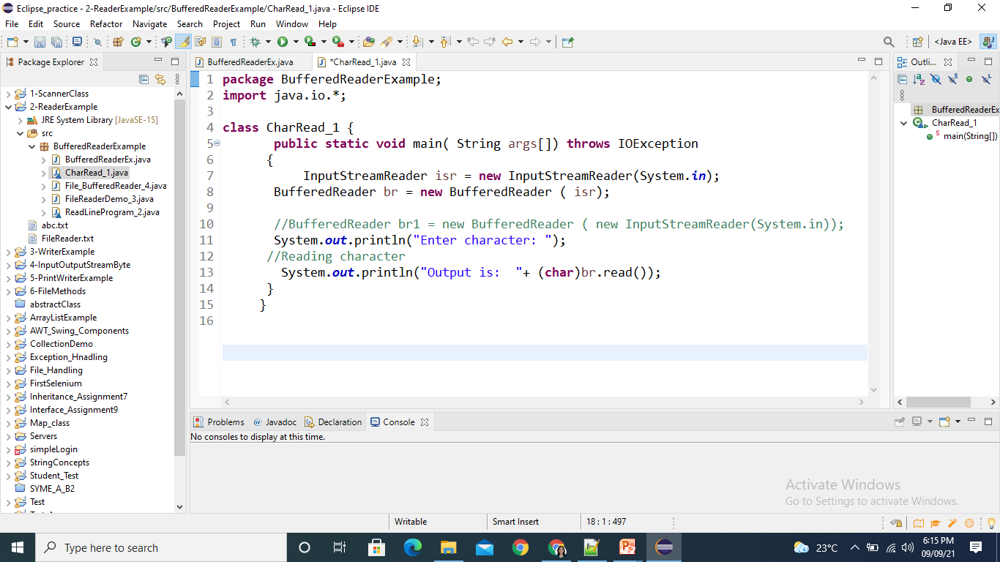 Eclipse_practice - 2-ReaderExample/src/BufferedReaderExample/CharRead_1.java - Eclipse IDE
File Edit Source Refactor Navigate Search Project Run Window Help
<Java EE>
Package Explorer
1-ScannerClass
2-ReaderExample
JRE System Library [JavaSE-15]
src
BufferedReaderExample
BufferedReaderEx.java
CharRead_1.java
File_BufferedReader_4.java
FileReaderDemo_3.java
ReadLineProgram_2.java
abc.txt
FileReader.txt
3-WriterExample
4-InputOutputStreamByte
5-PrintWriterExample
6-FileMethods
abstractClass
ArrayListExample
AWT_Swing_Components
CollectionDemo
Exception_Hnadling
File_Handling
FirstSelenium
Inheritance_Assignment7
Interface_Assignment9
Map_class
Servers
simpleLogin
StringConcepts
Student_Test
SYME_A_B2
Test
BufferedReaderEx.java *CharRead_1.java
1 package BufferedReaderExample;
2 import java.io.*;
3
4 class CharRead_1 {
5 public static void main( String args[]) throws IOException
6 {
7 InputStreamReader isr = new InputStreamReader(System.in);
8 BufferedReader br = new BufferedReader ( isr);
9
10 //BufferedReader br1 = new BufferedReader ( new InputStreamReader(System.in));
11 System.out.println("Enter character: ");
12 //Reading character
13 System.out.println("Output is:  "+ (char)br.read());
14 }
15 }
16
Outli...
BufferedReaderEx
CharRead_1
main(String[])
Problems @ Javadoc Declaration Console
No consoles to display at this time.
Activate Windows
Go to Settings to activate Windows.
Writable Smart Insert 18 : 1 : 497
Type here to search
23°C
6:15 PM
09/09/21